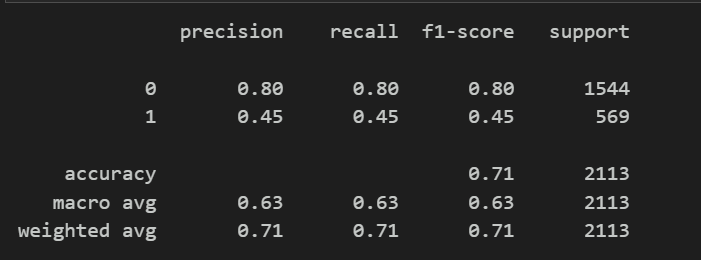 precision recall f1-score support
0 0.80 0.80 0.80 1544
1 0.45 0.45 0.45 569
accuracy 0.71 2113
macro avg 0.63 0.63 0.63 2113
weighted avg 0.71 0.71 0.71 2113